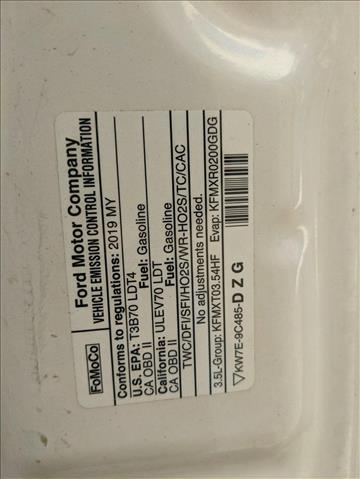 FoMoCo
Ford Motor Company
VEHICLE EMISSION CONTROL INFORMATION
Conforms to regulations: 2019 MY
U.S. EPA: T3B70 LDT4 Fuel: Gasoline
CA OBD II
California: ULEV70 LDT Fuel: Gasoline
CA OBD II
TWC/DFI/SFI/HO2S/WR-HO2S/TC/CAC
No adjustments needed.
3.5L-Group: KFMXT03.54HF Evap: KFMXR0200GDG
KW7E-9C485-D Z G